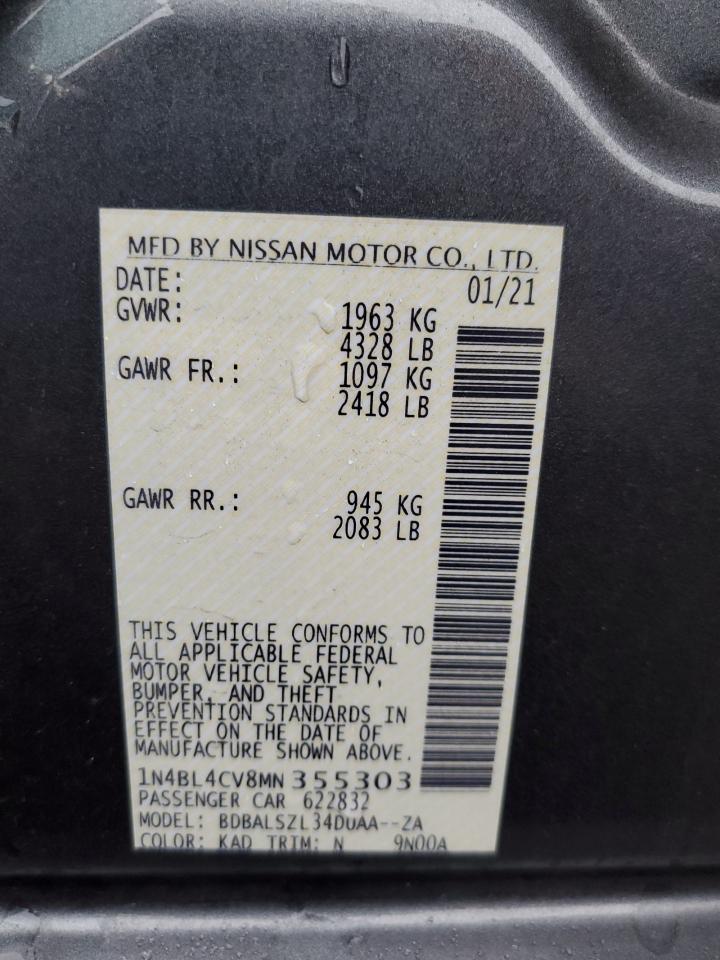 MFD BY NISSAN MOTOR CO., LTD.
DATE: 01/21
GVWR: 1963 KG
4328 LB
GAWR FR.: 1097 KG
2418 LB
GAWR RR.: 945 KG
2083 LB
THIS VEHICLE CONFORMS TO
ALL APPLICABLE FEDERAL
MOTOR VEHICLE SAFETY,
BUMPER, AND THEFT
PREVENTION STANDARDS IN
EFFECT ON THE DATE OF
MANUFACTURE SHOWN ABOVE.
1N4BL4CV8MN355303
PASSENGER CAR 622832
MODEL: BDBALSZL34DUAA--ZA
COLOR: KAD TRIM: N 9N00A